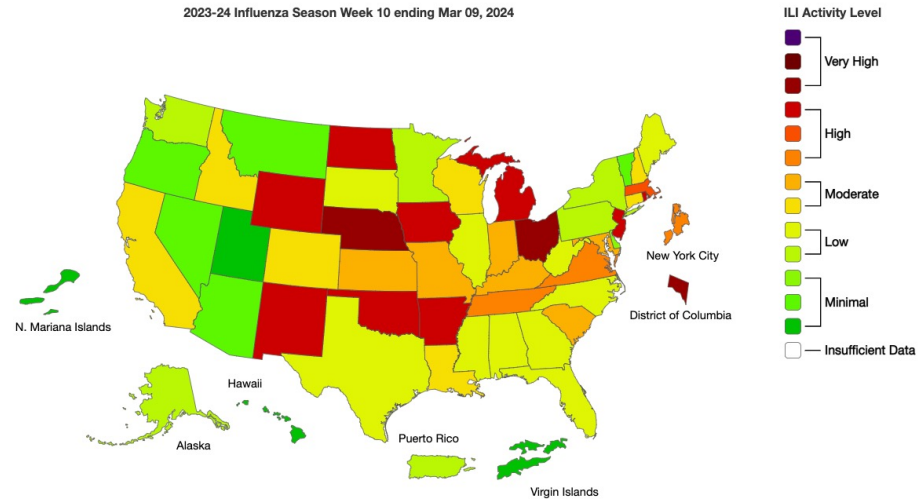 2023-24 Influenza Season Week 10 ending Mar 09, 2024
ILI Activity Level
Very High
High
Moderate
Low
Minimal
Insufficient Data
New York City
District of Columbia
N. Mariana Islands
Hawaii
Alaska
Puerto Rico
Virgin Islands